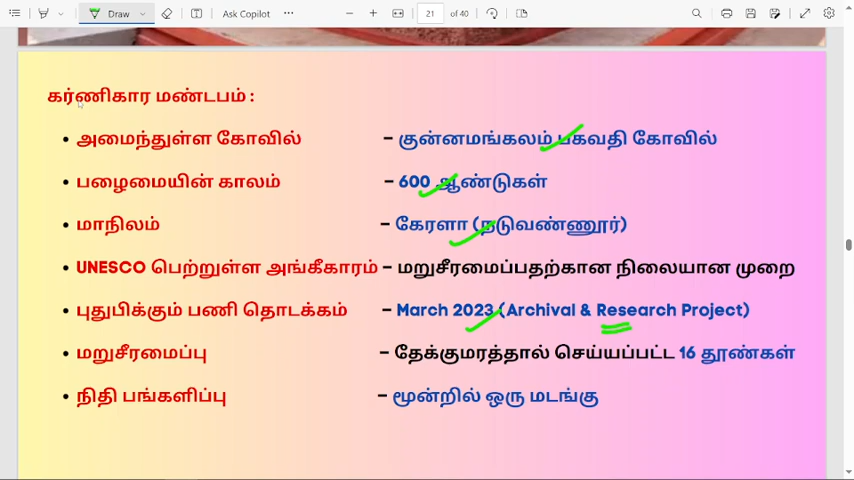 Draw
Ask Copilot
21 of 40
கர்ணிகார மண்டபம் :
• அமைந்துள்ள கோவில் – குன்னமங்கலம் பகவதி கோவில்
• பழைமையின் காலம் – 600 ஆண்டுகள்
• மாநிலம் – கேரளா (நடுவண்ணூர்)
• UNESCO பெற்றுள்ள அங்கீகாரம் – மறுசீரமைப்பதற்கான நிலையான முறை
• புதுபிக்கும் பணி தொடக்கம் – March 2023 (Archival & Research Project)
• மறுசீரமைப்பு – தேக்குமரத்தால் செய்யப்பட்ட 16 தூண்கள்
• நிதி பங்களிப்பு – மூன்றில் ஒரு மடங்கு